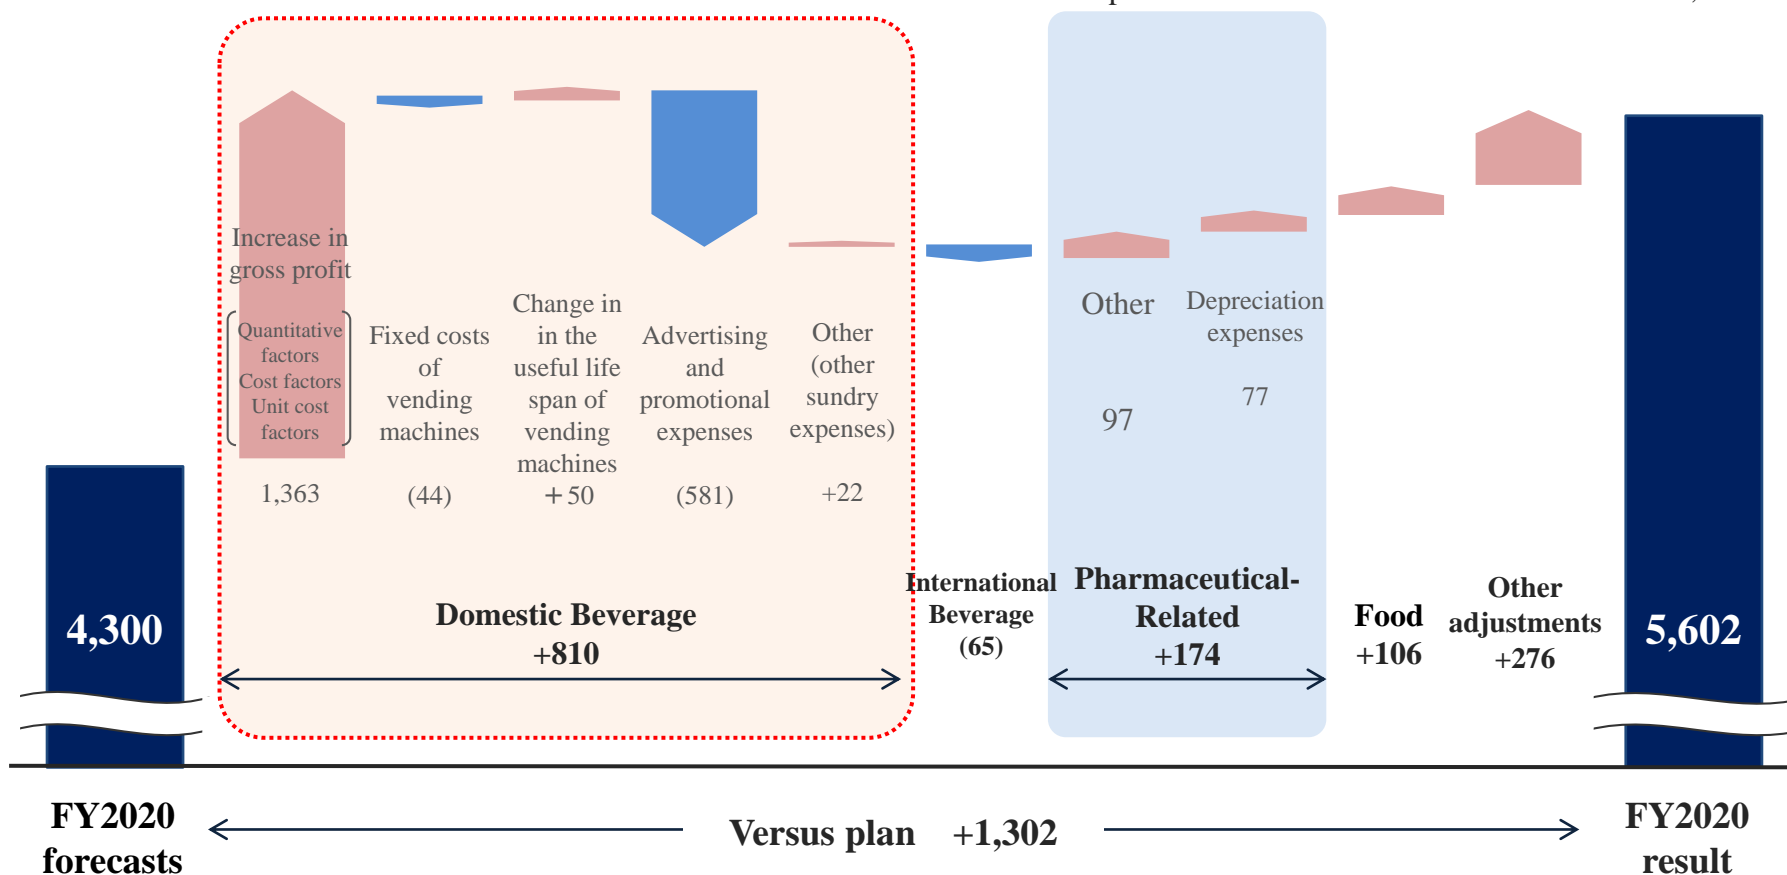 Increase in
gross profit
Quantitative
factors
Cost factors
Unit cost
factors
1,363
Fixed costs
of
vending
machines
(44)
Change in
in the
useful life
span of
vending
machines
+50
Advertising
and
promotional
expenses
(581)
Other
(other
sundry
expenses)
+22
Other
97
Depreciation
expenses
77
4,300
Domestic Beverage
+810
International
Beverage
(65)
Pharmaceutical-
Related
+174
Food
+106
Other
adjustments
+276
5,602
FY2020
forecasts
Versus plan +1,302
FY2020
result